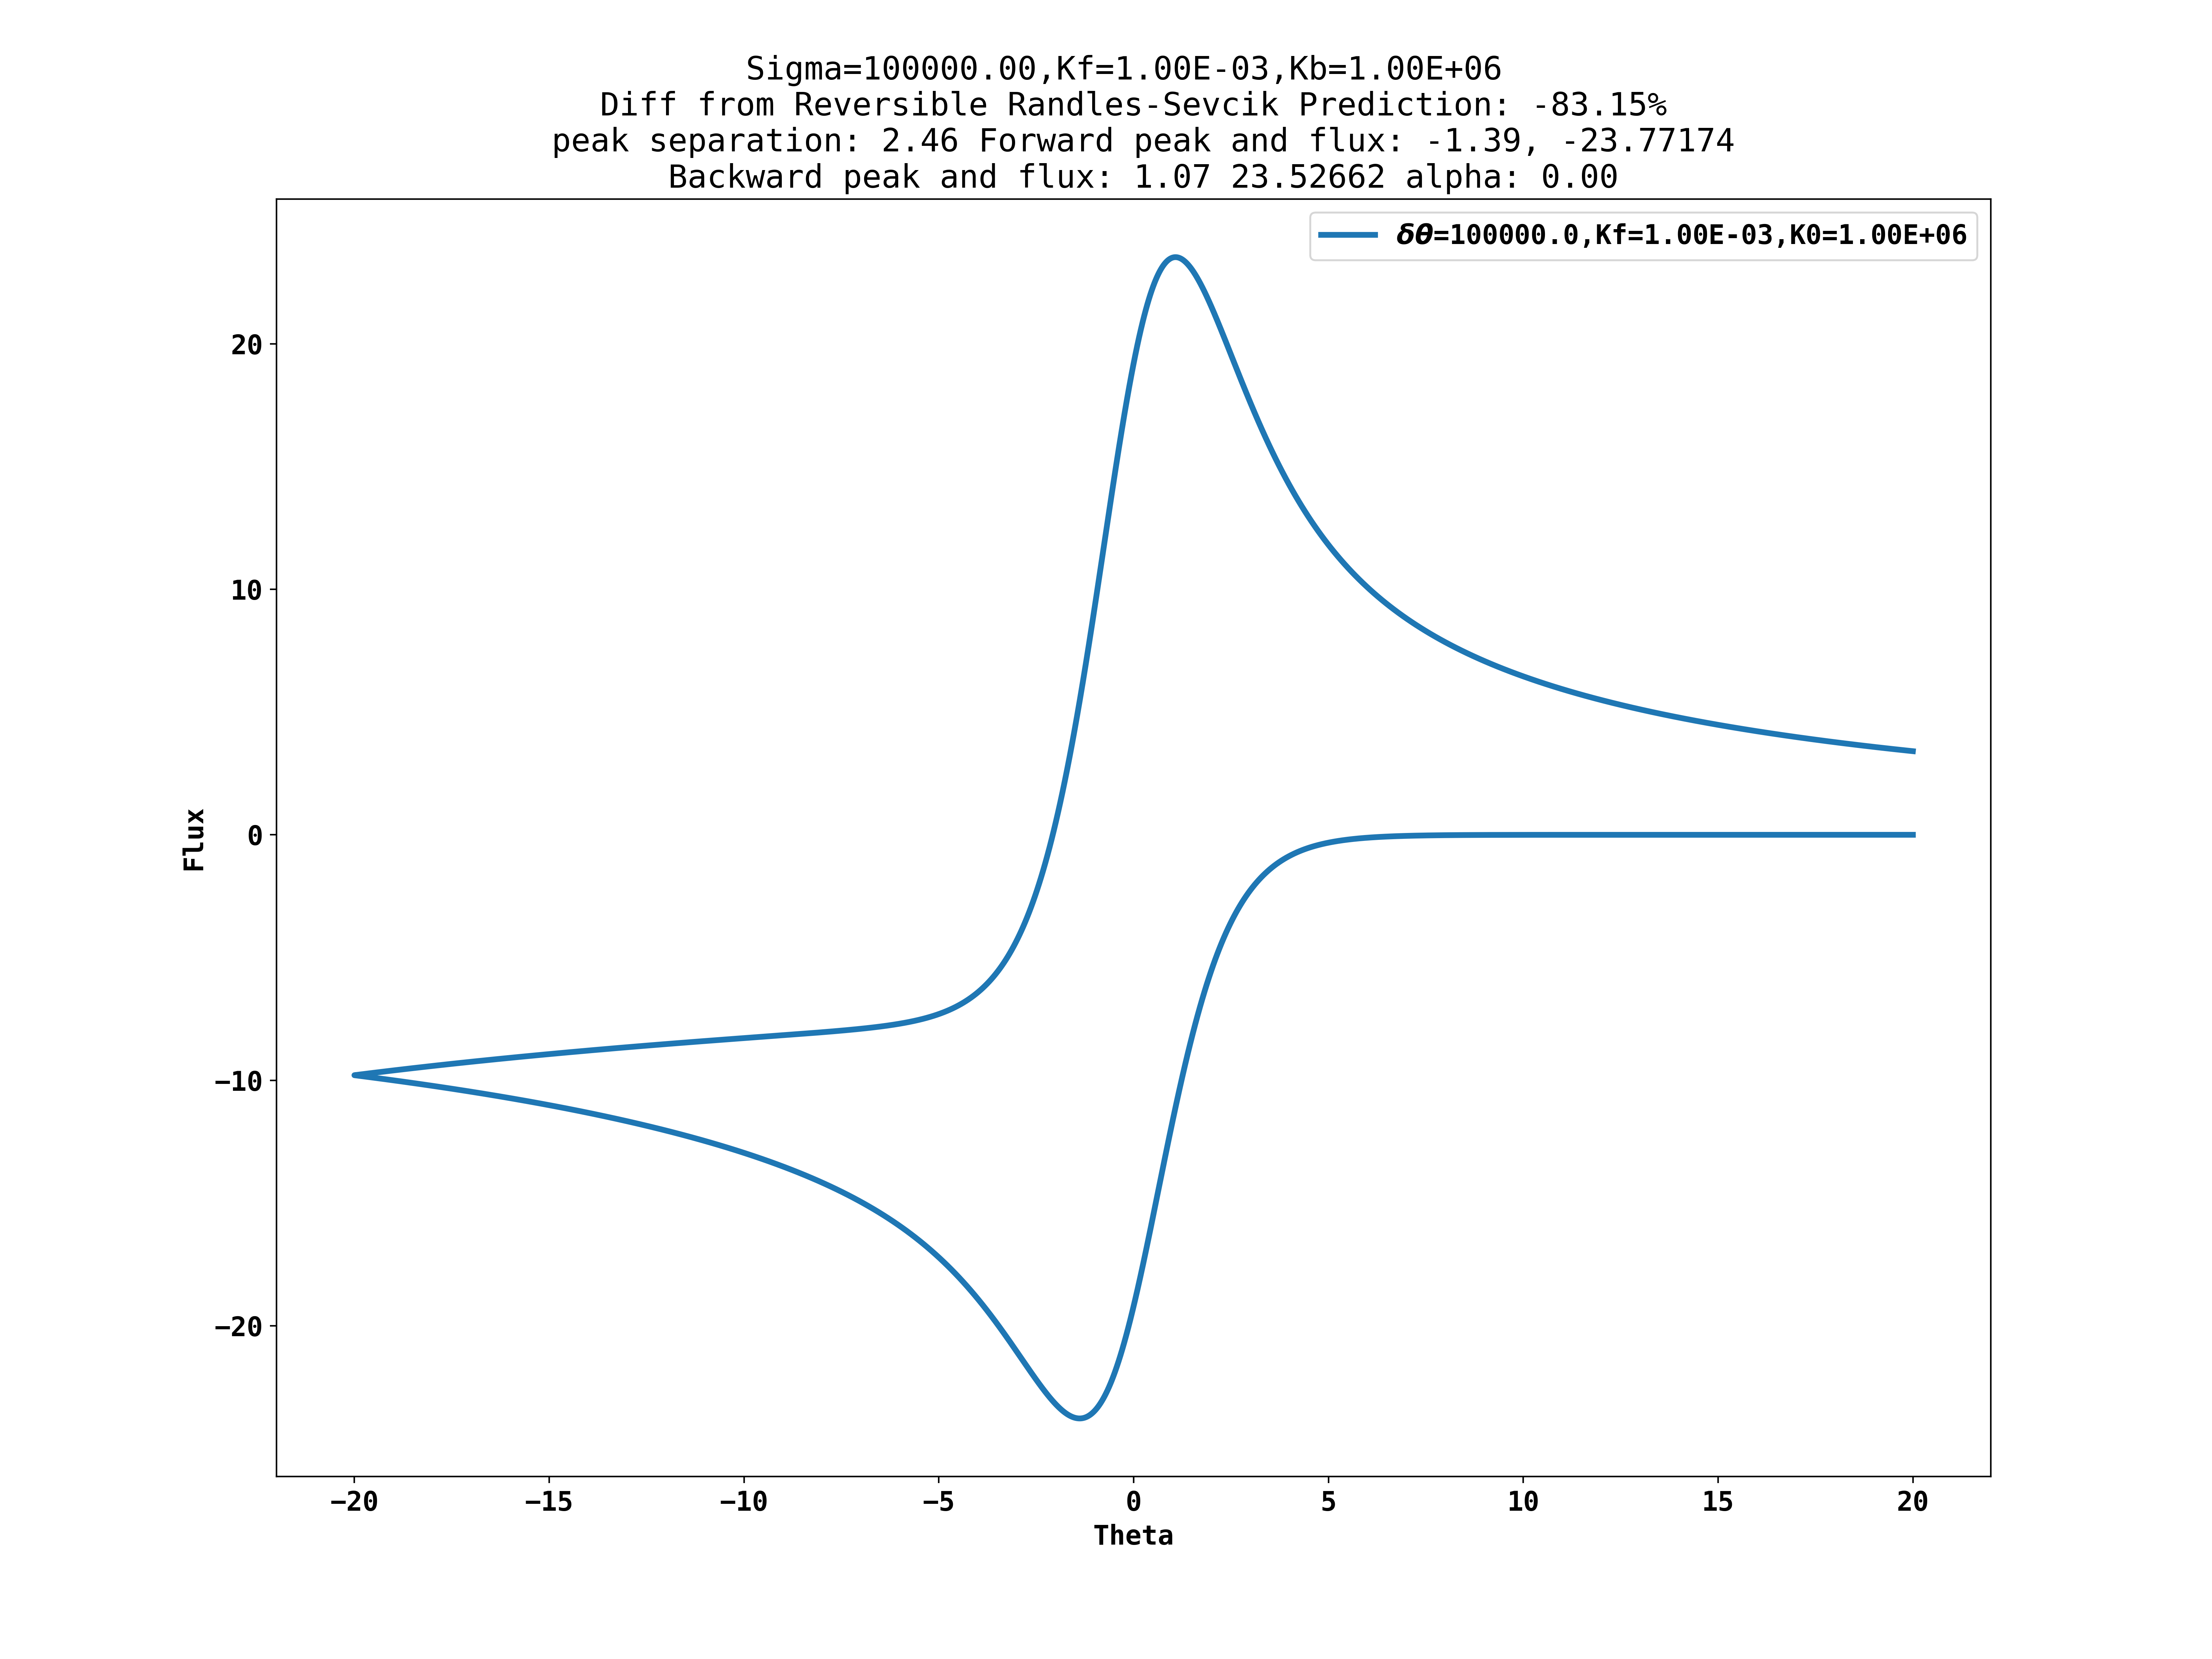 Sigma=100000.00,Kf=1.00E-03,Kb=1.00E+06
Diff from Reversible Randles-Sevcik Prediction: -83.15%
peak separation: 2.46 Forward peak and flux: -1.39, -23.77174
Backward peak and flux: 1.07 23.52662 alpha: 0.00
δθ=100000.0,Kf=1.00E-03,K0=1.00E+06
20
10
0
−10
−20
Flux
−20 −15 −10 −5 0 5 10 15 20
Theta